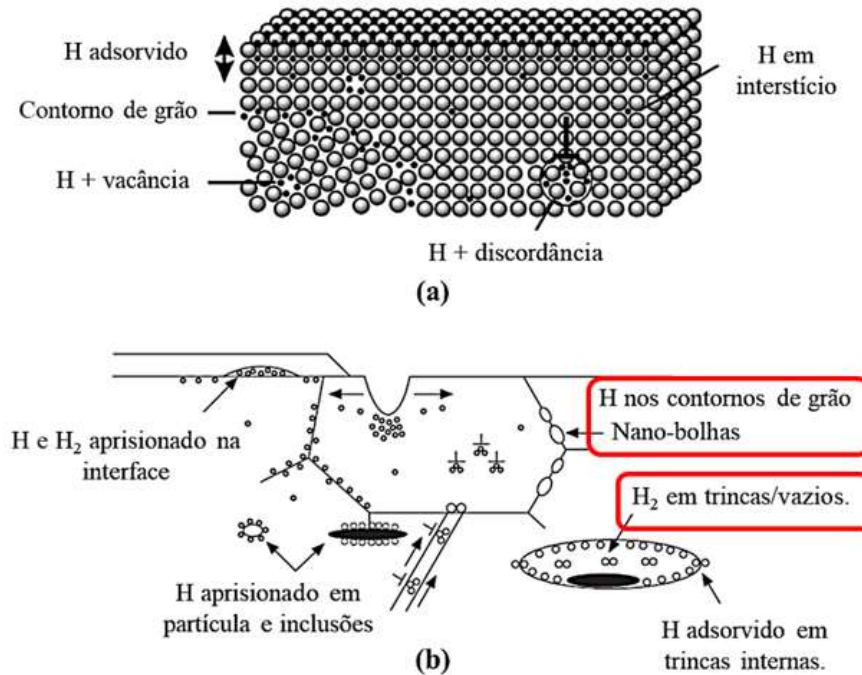 H adsorvido
Contorno de grão
H + vacância
H em
interstício
H + discordância
(a)
H e H₂ aprisionado na
interface
H nos contornos de grão
Nano-bolhas
H₂ em trincas/vazios.
H aprisionado em
partícula e inclusões
H adsorvido em
trincas internas.
(b)